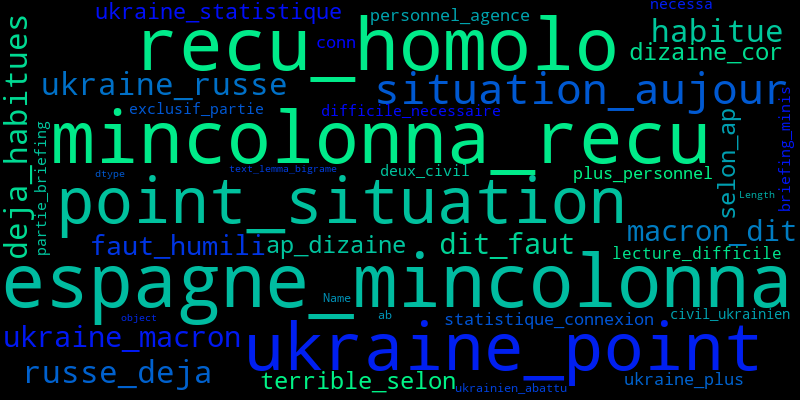 ukraine_statistique personnel_agence necessa
recu_homolo
conn habitue
dizaine_cor
ukraine_russe situation_aujour
deja_habitues
exclusif_partie difficile_necessaire
mincolonna_recu
partie_briefing
selon_ap
briefing_minis
dtype text_lemma_bigrame deux_civil plus_personnel
point_situation
Length
macron_dit
faut_humili ap_dizaine dit_faut
lecture_difficile
espagne_mincolonna
Name
object ab statistique_connexion civil_ukrainien
ukraine_macron ukraine_point
russe_deja terrible_selon ukraine_plus
ukrainien_abattu